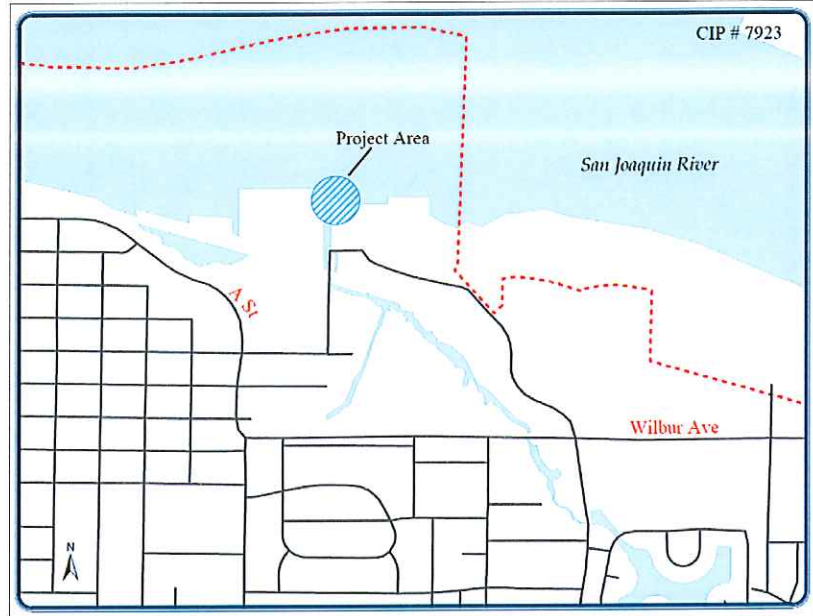 CIP # 7923
Project Area
San Joaquin River
A St
Wilbur Ave
N